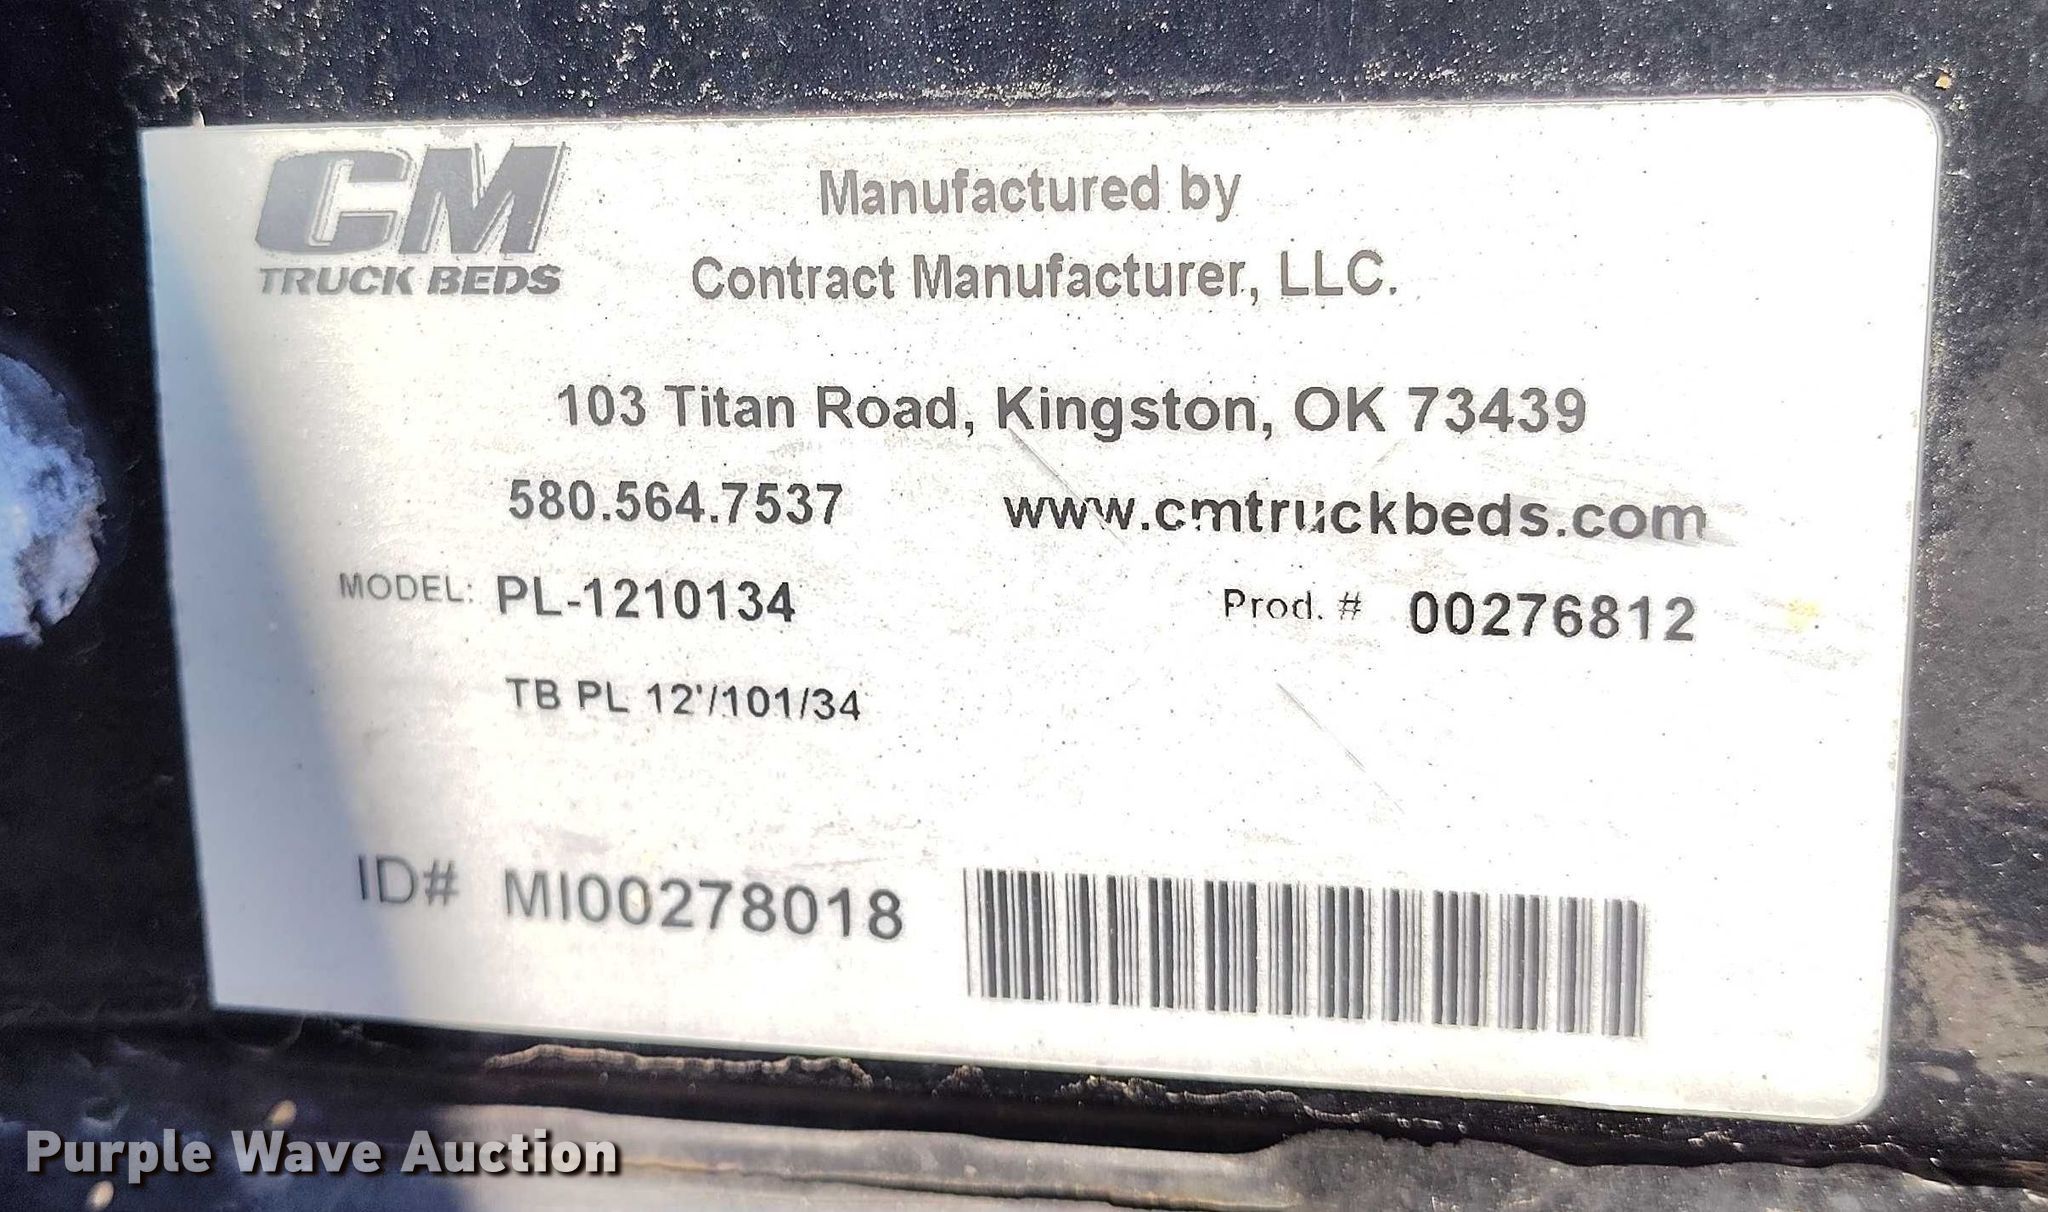 CM
TRUCK BEDS
Manufactured by
Contract Manufacturer, LLC.
103 Titan Road, Kingston, OK 73439
580.564.7537 www.cmtruckbeds.com
MODEL: PL-1210134 Prod. # 00276812
TB PL 12'/101/34
ID# MI00278018
Purple Wave Auction